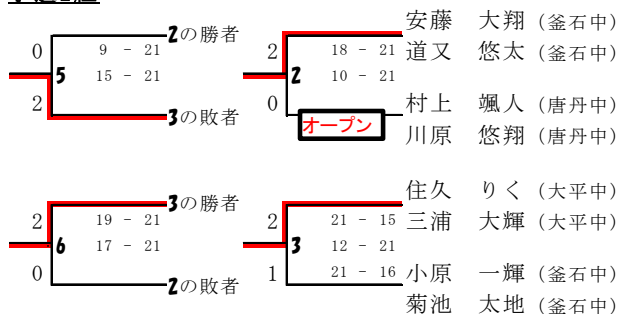 2の勝者
0
9 - 21
5
15 - 21
2
3の敗者
安藤 大翔 (釜石中)
2
18 - 21
道又 悠太 (釜石中)
2
10 - 21
0
オープン
村上 颯人 (唐丹中)
川原 悠翔 (唐丹中)
3の勝者
2
19 - 21
6
17 - 21
0
2の敗者
住久 りく (大平中)
2
21 - 15
三浦 大輝 (大平中)
3
12 - 21
1
21 - 16
小原 一輝 (釜石中)
菊池 太地 (釜石中)